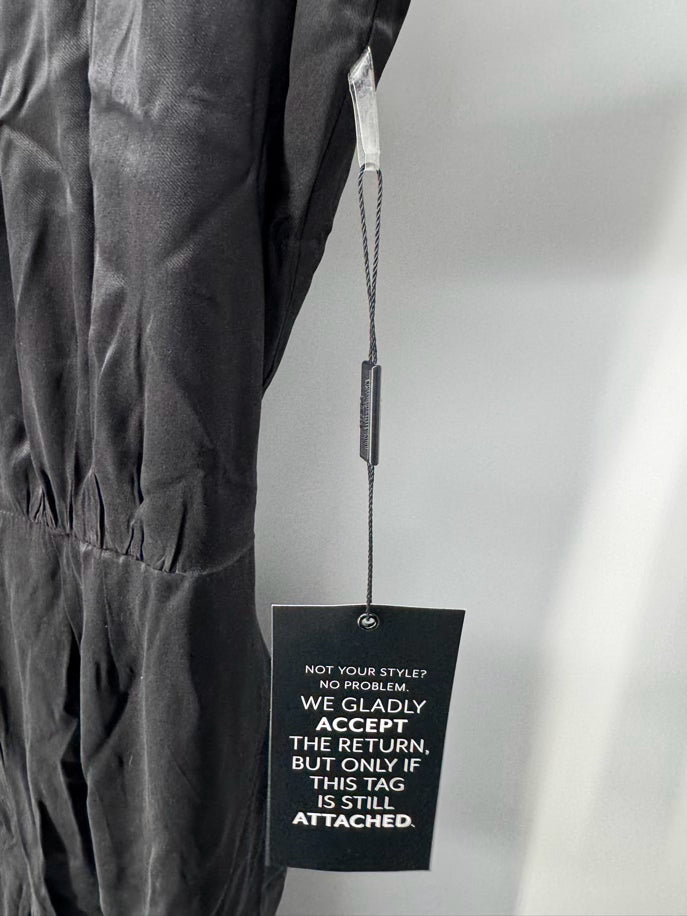 NOT YOUR STYLE?
NO PROBLEM.
WE GLADLY
ACCEPT
THE RETURN,
BUT ONLY IF
THIS TAG
IS STILL
ATTACHED.